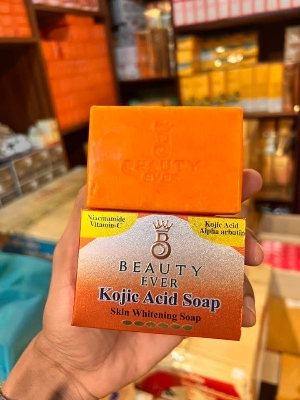 BEAUTY
EVER
Niacinamide
Vitamin-C
Kojic Acid
Alpha arbutin
B
BEAUTY
EVER
Kojic Acid Soap
Skin Whitening Soap